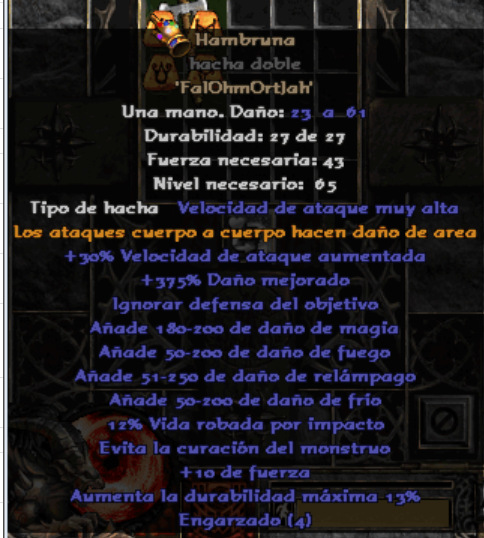 Hambruna
hacha doble
'FalOhmOrtJah'
Una mano. Daño: 23 a 61
Durabilidad: 27 de 27
Fuerza necesaria: 43
Nivel necesario: 65
Tipo de hacha Velocidad de ataque muy alta
Los ataques cuerpo a cuerpo hacen daño de area
+30% Velocidad de ataque aumentada
+375% Daño mejorado
Ignorar defensa del objetivo
Añade 180-200 de daño de magia
Añade 50-200 de daño de fuego
Añade 51-250 de daño de relámpago
Añade 50-200 de daño de frío
12% Vida robada por impacto
Evita la curación del monstruo
+10 de fuerza
Aumenta la durabilidad máxima 13%
Engarzado (4)